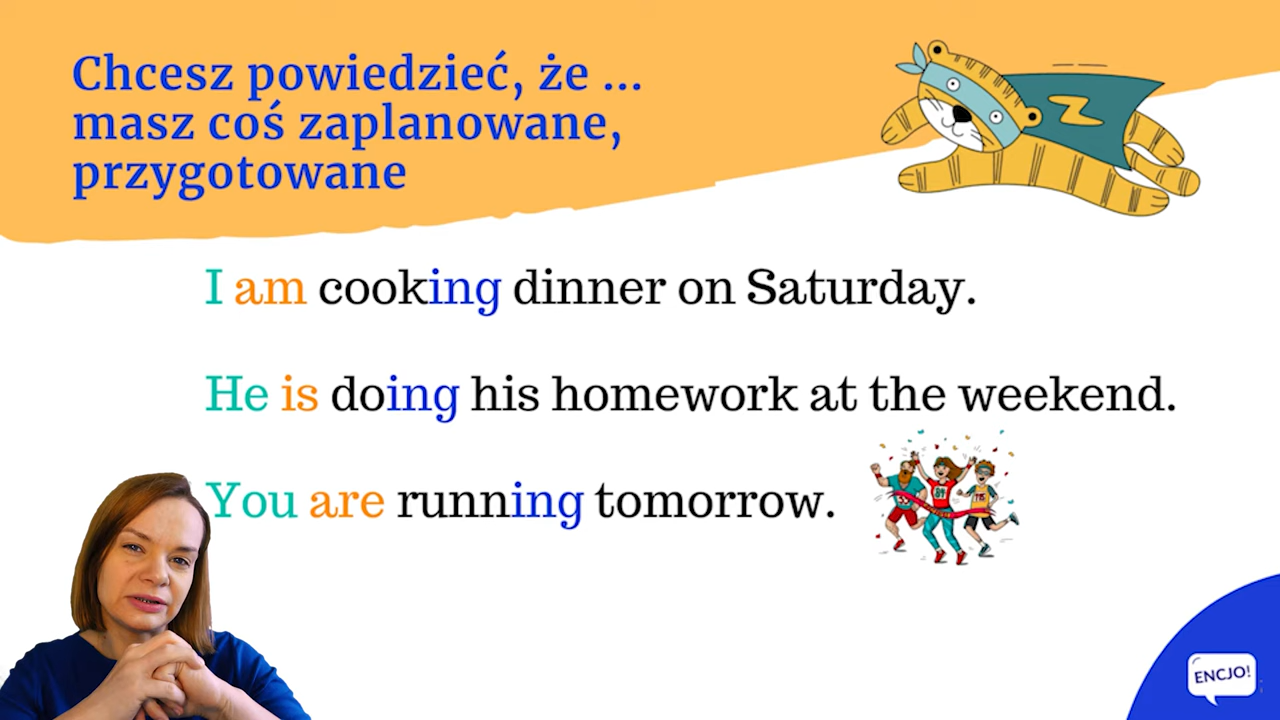 Chcesz powiedzieć, że ...
masz coś zaplanowane,
przygotowane
I am cooking dinner on Saturday.
He is doing his homework at the weekend.
You are running tomorrow.
ENCJO!